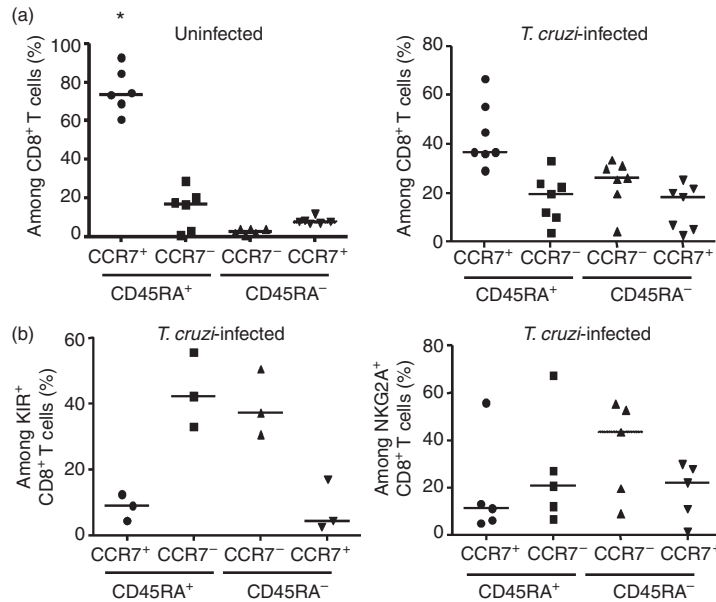 (a)
*
Uninfected
Among CD8⁺ T cells (%)
100
80
60
40
20
0
CCR7⁺ CCR7⁻ CCR7⁻ CCR7⁺
CD45RA⁺ CD45RA⁻
T. cruzi-infected
Among CD8⁺ T cells (%)
80
60
40
20
0
CCR7⁺ CCR7⁻ CCR7⁻ CCR7⁺
CD45RA⁺ CD45RA⁻
(b)
T. cruzi-infected
Among KIR⁺
CD8⁺ T cells (%)
60
40
20
0
CCR7⁺ CCR7⁻ CCR7⁻ CCR7⁺
CD45RA⁺ CD45RA⁻
T. cruzi-infected
Among NKG2A⁺
CD8⁺ T cells (%)
80
60
40
20
0
CCR7⁺ CCR7⁻ CCR7⁻ CCR7⁺
CD45RA⁺ CD45RA⁻